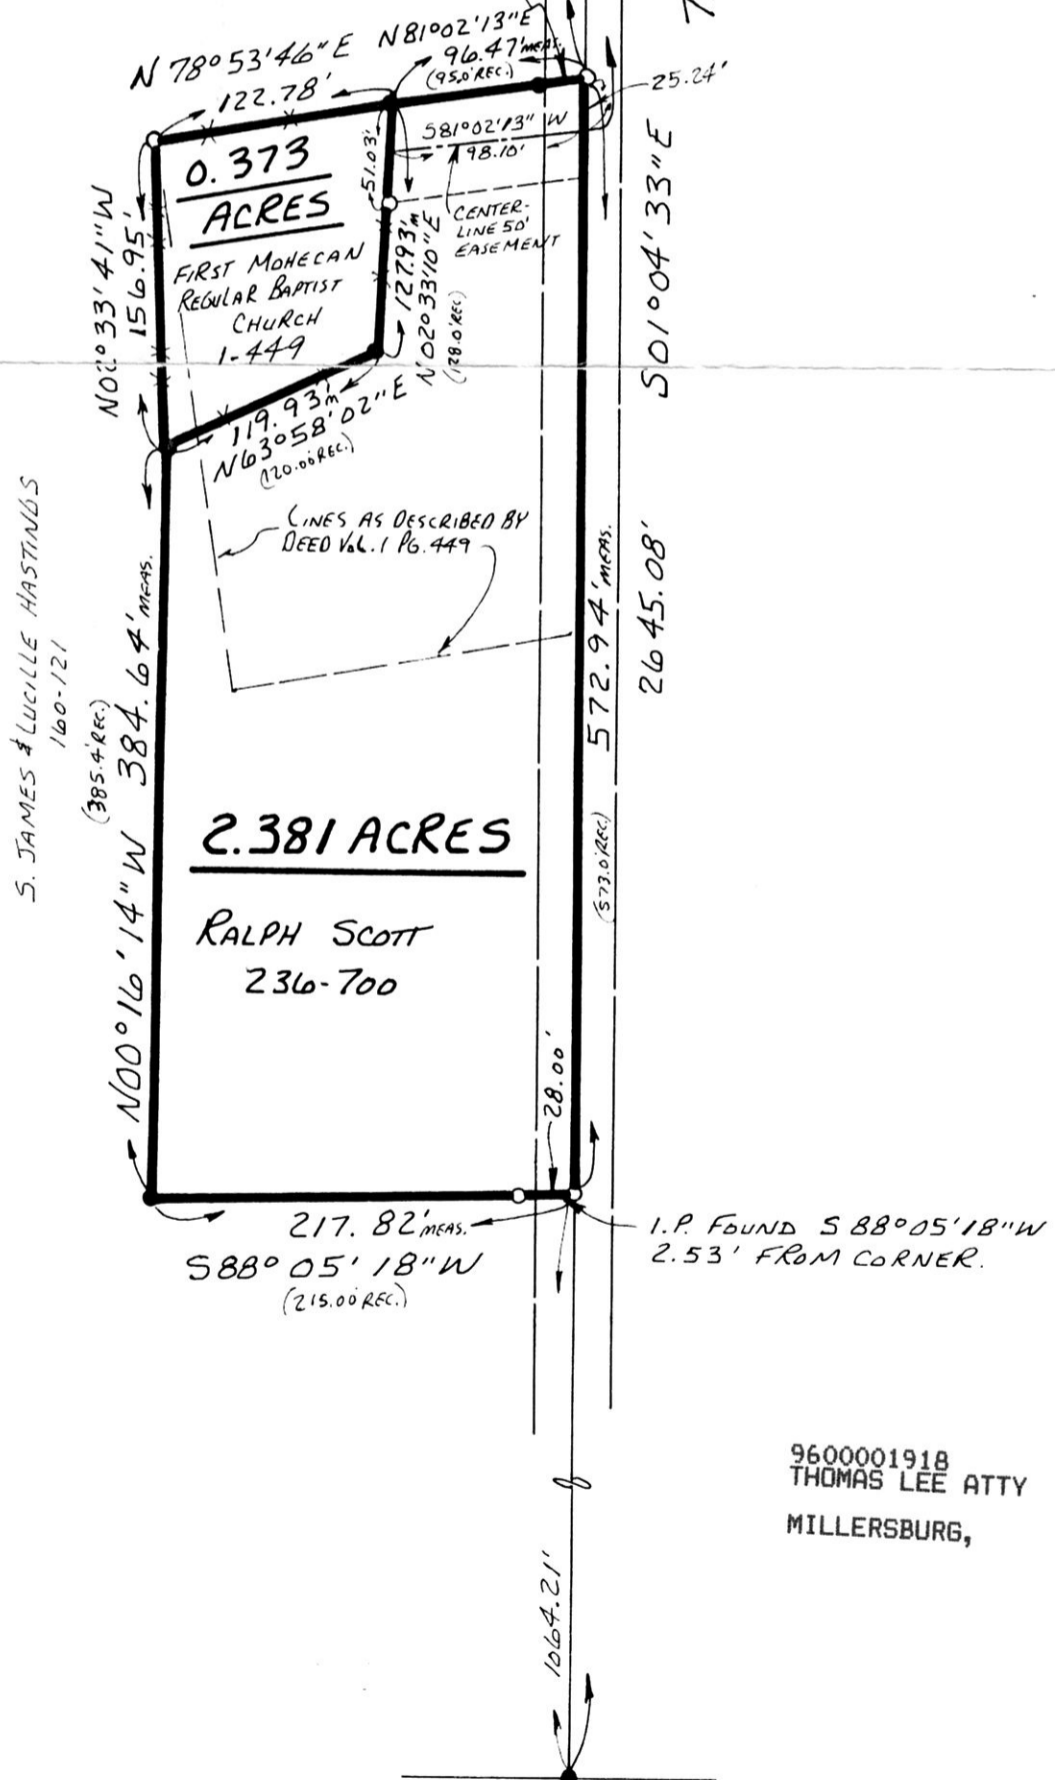 N 78°53'46" E
122.78'
N81°02'13"E
96.47' MEAS.
(95.0' REC.)
25.24'
S81°02'13" W
98.10'
CENTER-
LINE 50'
EASEMENT
0.373
ACRES
FIRST MOHECAN
REGULAR BAPTIST
CHURCH
1-449
51.03'
127.93' m
N02°33'10"E
(128.0' REC)
N02°33'41"W
156.95'
119.93' m
N63°58'02"E
(120.00 REC.)
S01°04'33"E
2645.08'
572.94' MEAS.
(573.0' REC)
LINES AS DESCRIBED BY
DEED VOL. 1 PG. 449
S. JAMES & LUCILLE HASTINGS
160-121
N00°16'14"W 384.64' MEAS.
(385.4' REC.)
2.381 ACRES
RALPH SCOTT
236-700
28.00'
217.82' MEAS.
S88°05'18"W
(215.00 REC.)
I.P. FOUND S 88°05'18"W
2.53' FROM CORNER.
9600001918
THOMAS LEE ATTY
MILLERSBURG,
1064.21'